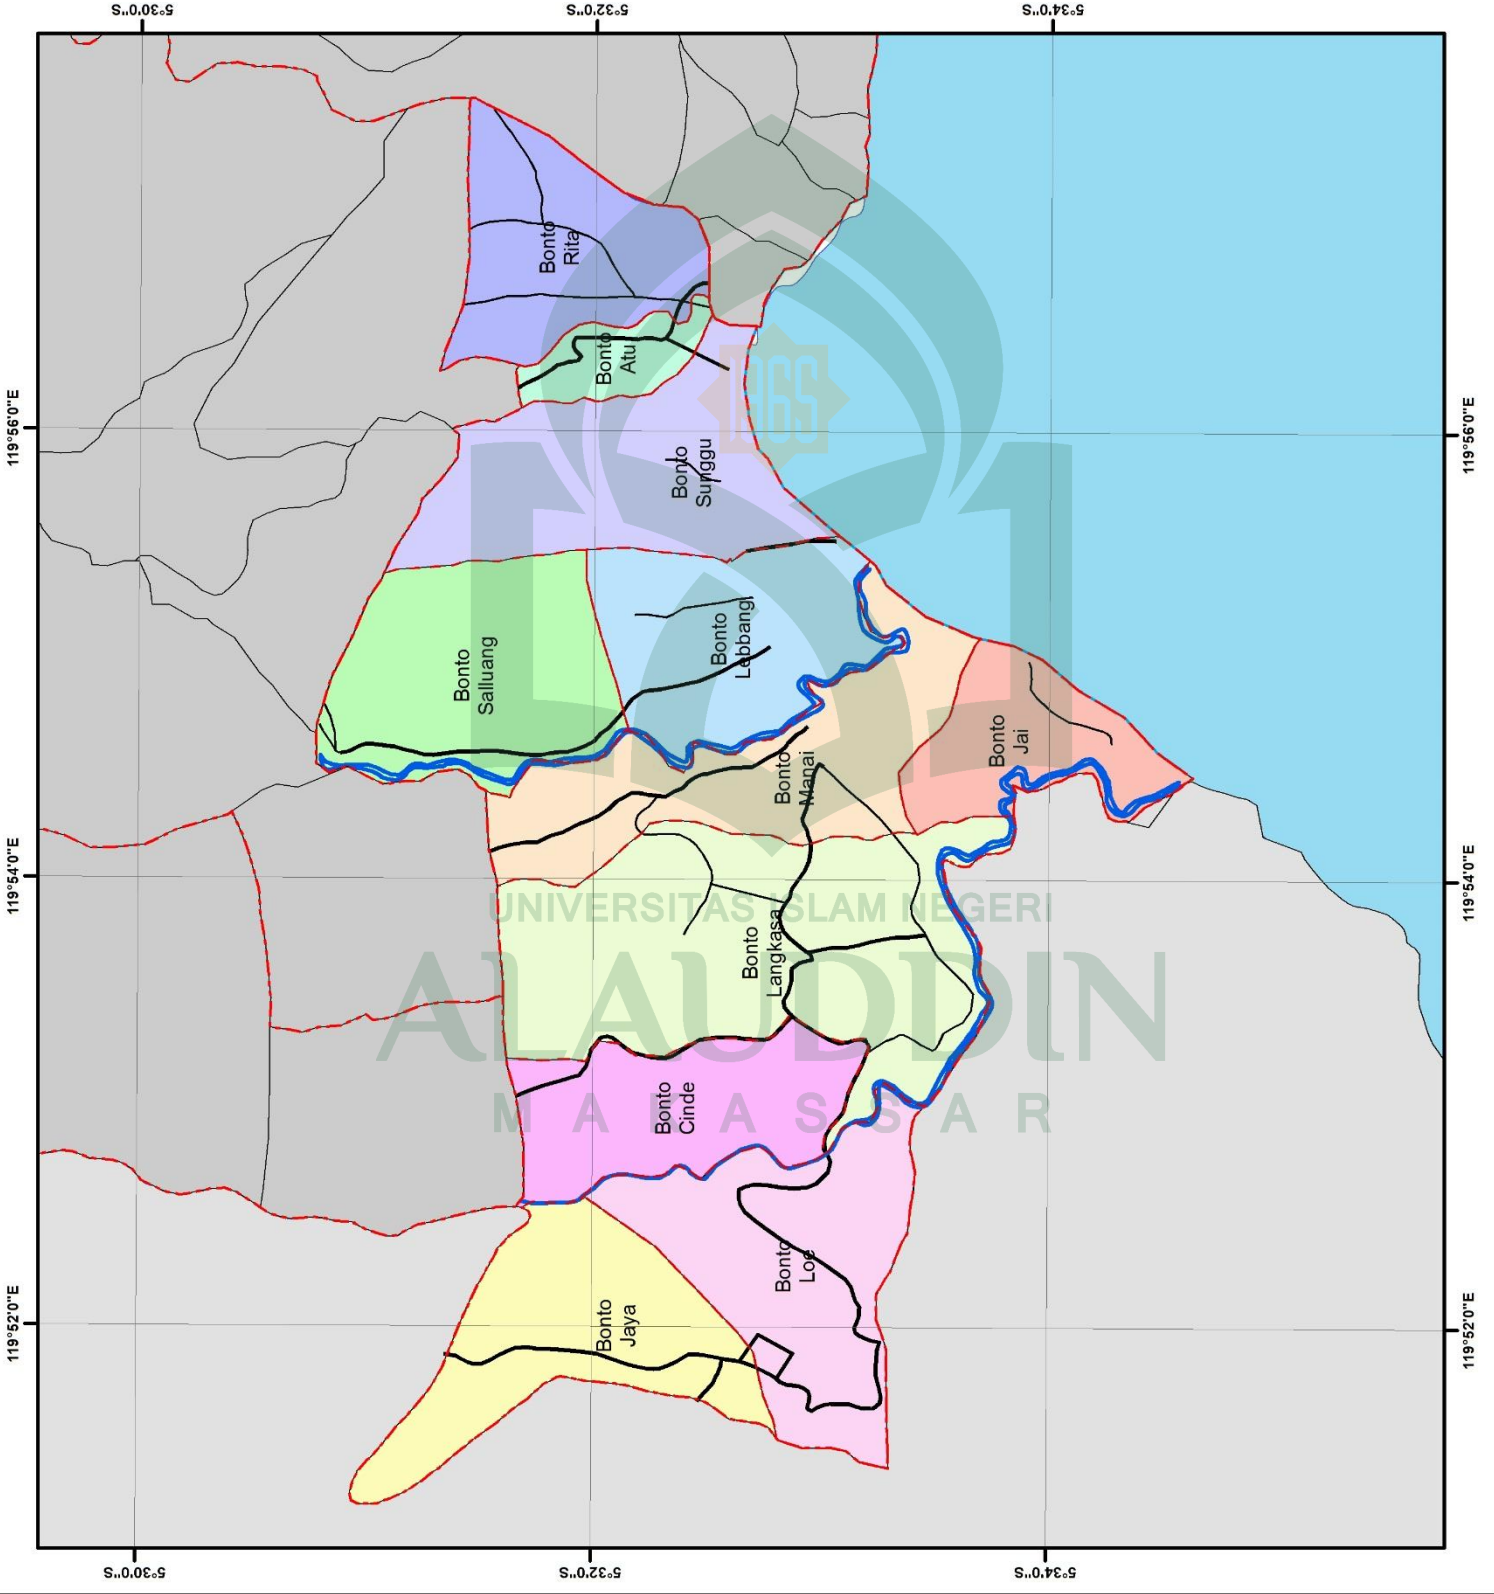 5°30'0"S
5°32'0"S
5°34'0"S
119°56'0"E
119°56'0"E
119°54'0"E
119°54'0"E
119°52'0"E
119°52'0"E
Bonto
Rita
Bonto
Atu
Bonto
Sunggu
Bonto
Salluang
Bonto
Lebbang
Bonto
Jai
Bonto
Manai
Bonto
Langkasa
Bonto
Cinde
Bonto
Loe
Bonto
Jaya
1965
UNIVERSITAS ISLAM NEGERI
ALAUDDIN
MAKASSAR
5°30'0"S
5°32'0"S
5°34'0"S